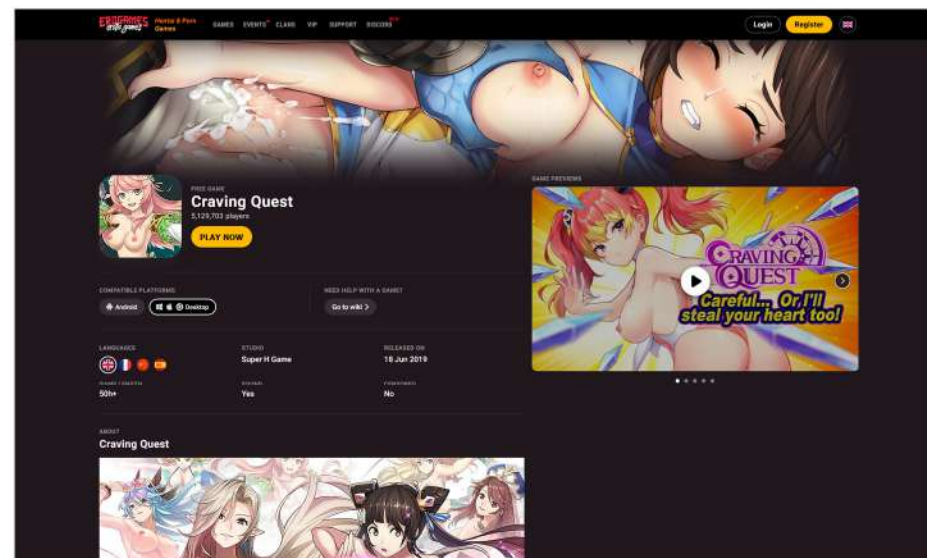 EROGAMES
Hentai & Porn
Games
GAMES EVENTS CLANS VIP SUPPORT DISCORD
Login Register
FREE GAME
Craving Quest
5,129,703 players
PLAY NOW
GAME PREVIEWS
CRAVING
QUEST
Careful... Or I'll
steal your heart too!
COMPATIBLE PLATFORMS
Android Desktop
NEED HELP WITH A GAME?
Go to wiki
LANGUAGES
STUDIO
Super H Game
RELEASED ON
18 Jun 2019
50h+
Yes
No
ABOUT
Craving Quest